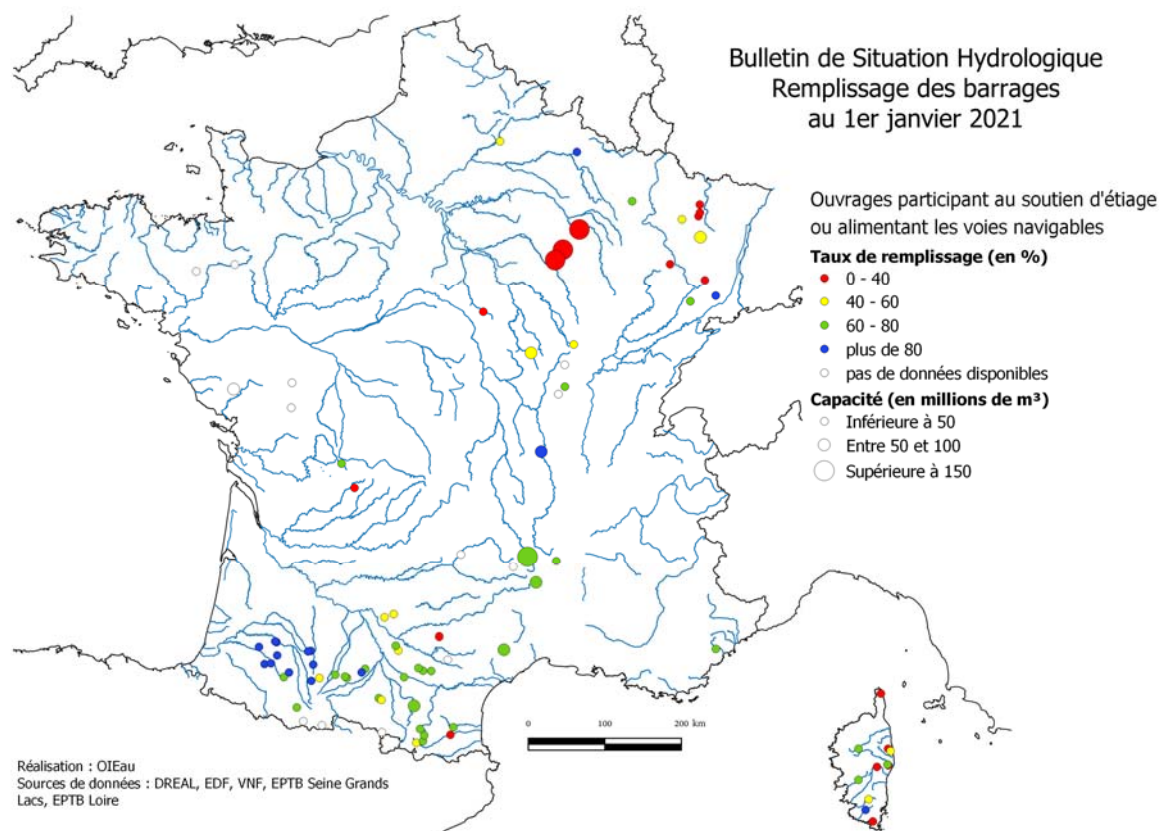 Bulletin de Situation Hydrologique
Remplissage des barrages
au 1er janvier 2021
Ouvrages participant au soutien d'étiage
ou alimentant les voies navigables
Taux de remplissage (en %)
0 - 40
40 - 60
60 - 80
plus de 80
pas de données disponibles
Capacité (en millions de m³)
Inférieure à 50
Entre 50 et 100
Supérieure à 150
0 100 200 km
Réalisation : OIEau
Sources de données : DREAL, EDF, VNF, EPTB Seine Grands
Lacs, EPTB Loire